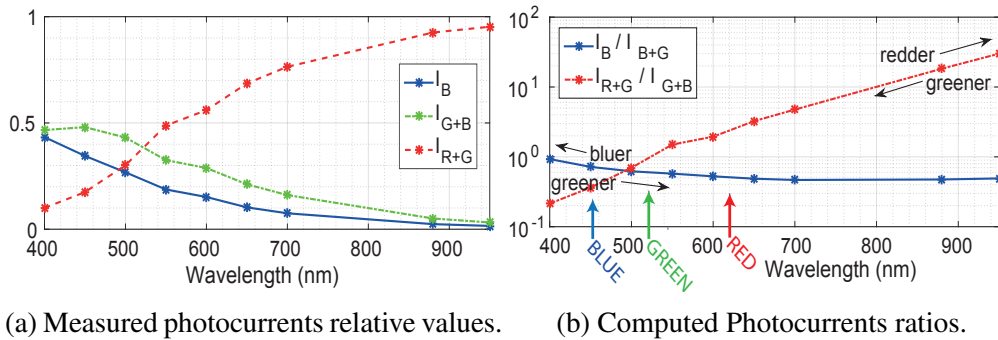 1
0.5
0
400 500 600 700 800 900
Wavelength (nm)
I_B
I_G+B
I_R+G
(a) Measured photocurrents relative values.
10^2
10^1
10^0
10^-1
400 500 600 700 800 900
Wavelength (nm)
I_B / I_B+G
I_R+G / I_G+B
redder
greener
bluer
greener
BLUE
GREEN
RED
(b) Computed Photocurrents ratios.